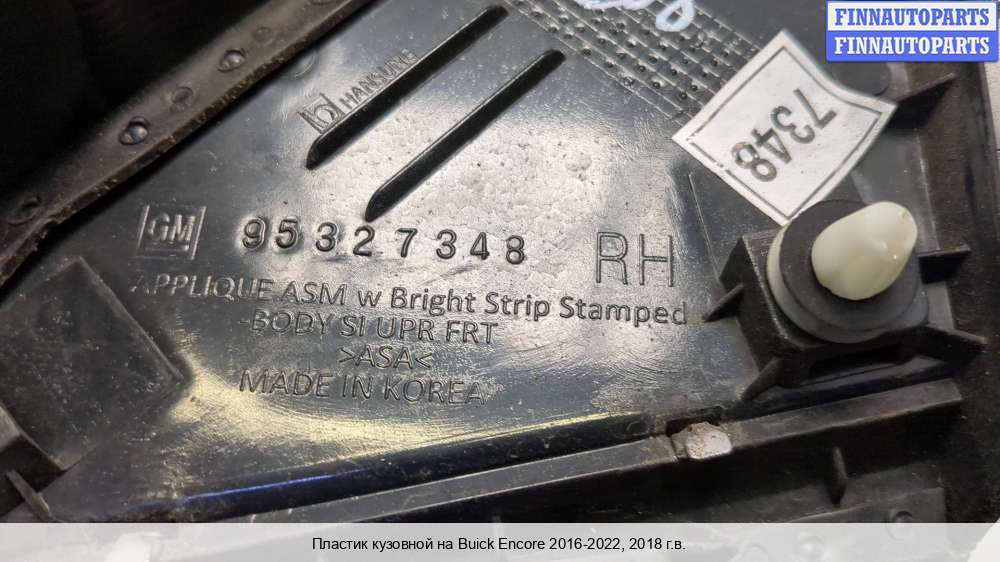 FINNAUTOPARTS
FINNAUTOPARTS
HANSUNG
7348
GM
95327348 RH
APPLIQUE ASM w Bright Strip Stamped
-BODY SI UPR FRT
>ASA<
MADE IN KOREA
Пластик кузовной на Buick Encore 2016-2022, 2018 г.в.